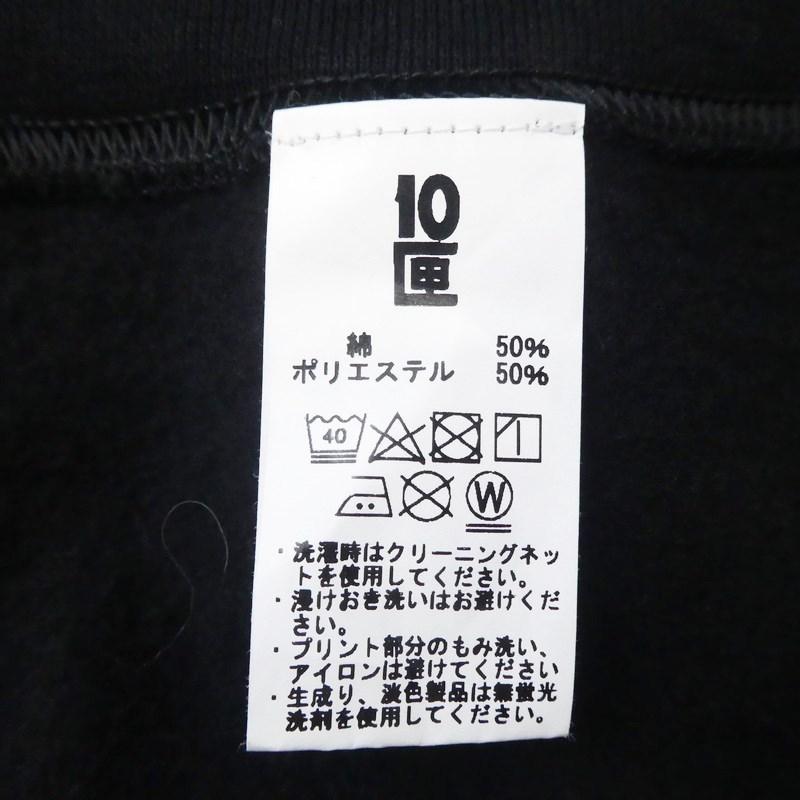 10
匣
綿 50%
ポリエステル 50%
40
W
・洗濯時はクリーニングネッ
トを使用してください。
・浸けおき洗いはお避けくだ
さい。
・プリント部分のもみ洗い、
アイロンは避けてください
・生成り、淡色製品は無蛍光
洗剤を使用してください。